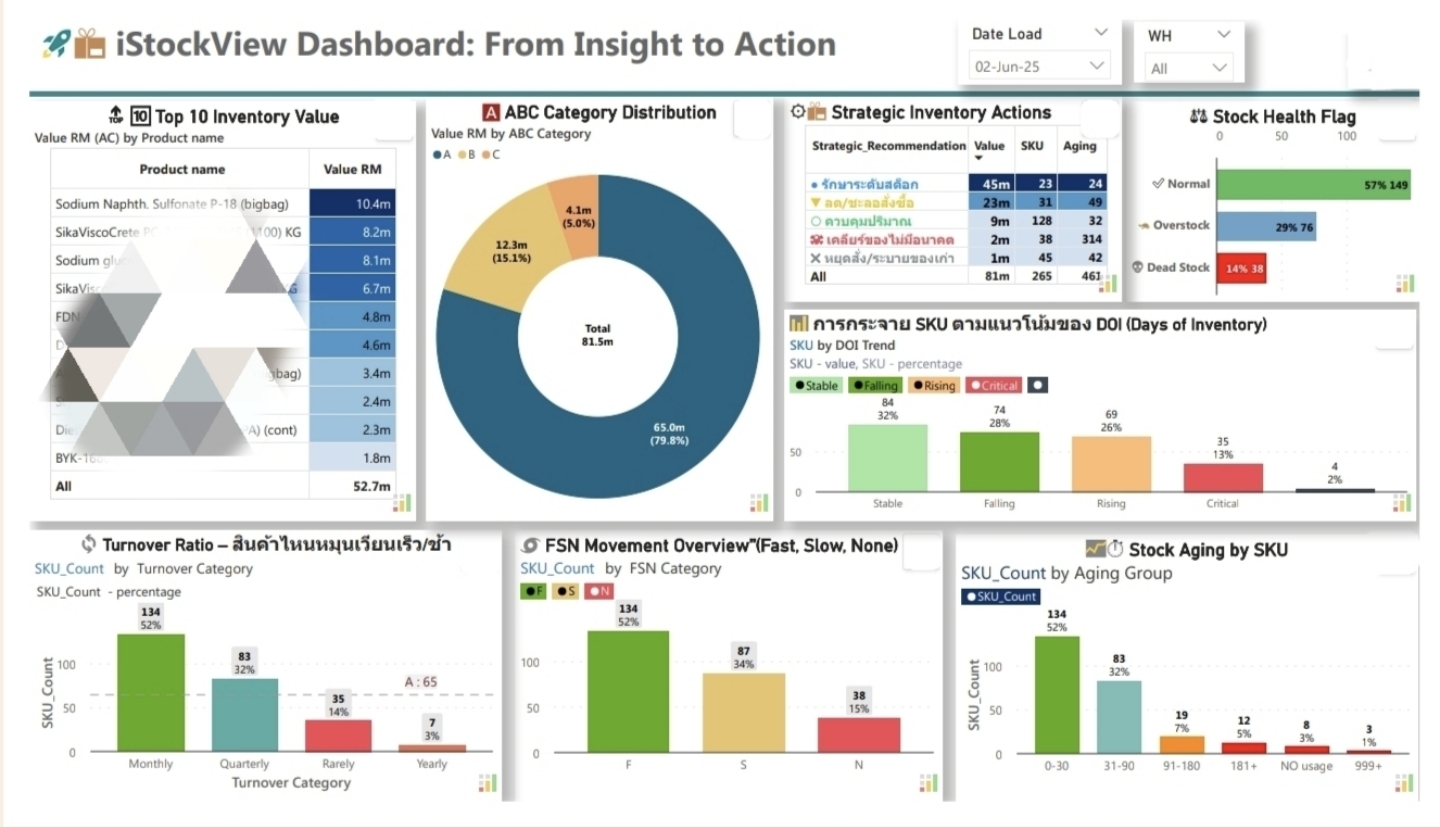 iStockView Dashboard: From Insight to Action
Date Load
02-Jun-25
WH
All
TOP 10 Top 10 Inventory Value
Value RM (AC) by Product name
Product name Value RM
Sodium Naphth. Sulfonate P-18 (bigbag) 10.4m
SikaViscoCrete KG 8.2m
Sodium 8.1m
6.7m
FDN 4.8m
4.6m
3.4m
2.4m
(cont) 2.3m
1.8m
All 52.7m
A ABC Category Distribution
Value RM by ABC Category
A B C
4.1m
(5.0%)
12.3m
(15.1%)
Total
81.5m
65.0m
(79.8%)
Strategic Inventory Actions
Strategic_Recommendation Value SKU Aging
รักษาระดับสต็อก 45m 23 24
ลด/ชะลอสั่งซื้อ 23m 31 49
ควบคุมปริมาณ 9m 128 32
เคลียร์ของไม่มีอนาคต 2m 38 314
หยุดสั่ง/ระบายของเก่า 1m 45 42
All 81m 265 461
Stock Health Flag
0 50 100
Normal 57% 149
Overstock 29% 76
Dead Stock 14% 38
การกระจาย SKU ตามแนวโน้มของ DOI (Days of Inventory)
SKU by DOI Trend
SKU - value, SKU - percentage
Stable Falling Rising Critical
84
32%
74
28%
69
26%
35
13%
4
2%
50
0
Stable Falling Rising Critical
Turnover Ratio – สินค้าไหนหมุนเวียนเร็ว/ช้า
SKU_Count by Turnover Category
SKU_Count - percentage
134
52%
83
32%
35
14%
7
3%
A : 65
SKU_Count
100
50
0
Monthly Quarterly Rarely Yearly
Turnover Category
FSN Movement Overview"(Fast, Slow, None)
SKU_Count by FSN Category
F S N
134
52%
87
34%
38
15%
100
50
0
F S N
Stock Aging by SKU
SKU_Count by Aging Group
SKU_Count
134
52%
83
32%
19
7%
12
5%
8
3%
3
1%
SKU_Count
100
50
0
0-30 31-90 91-180 181+ NO usage 999+